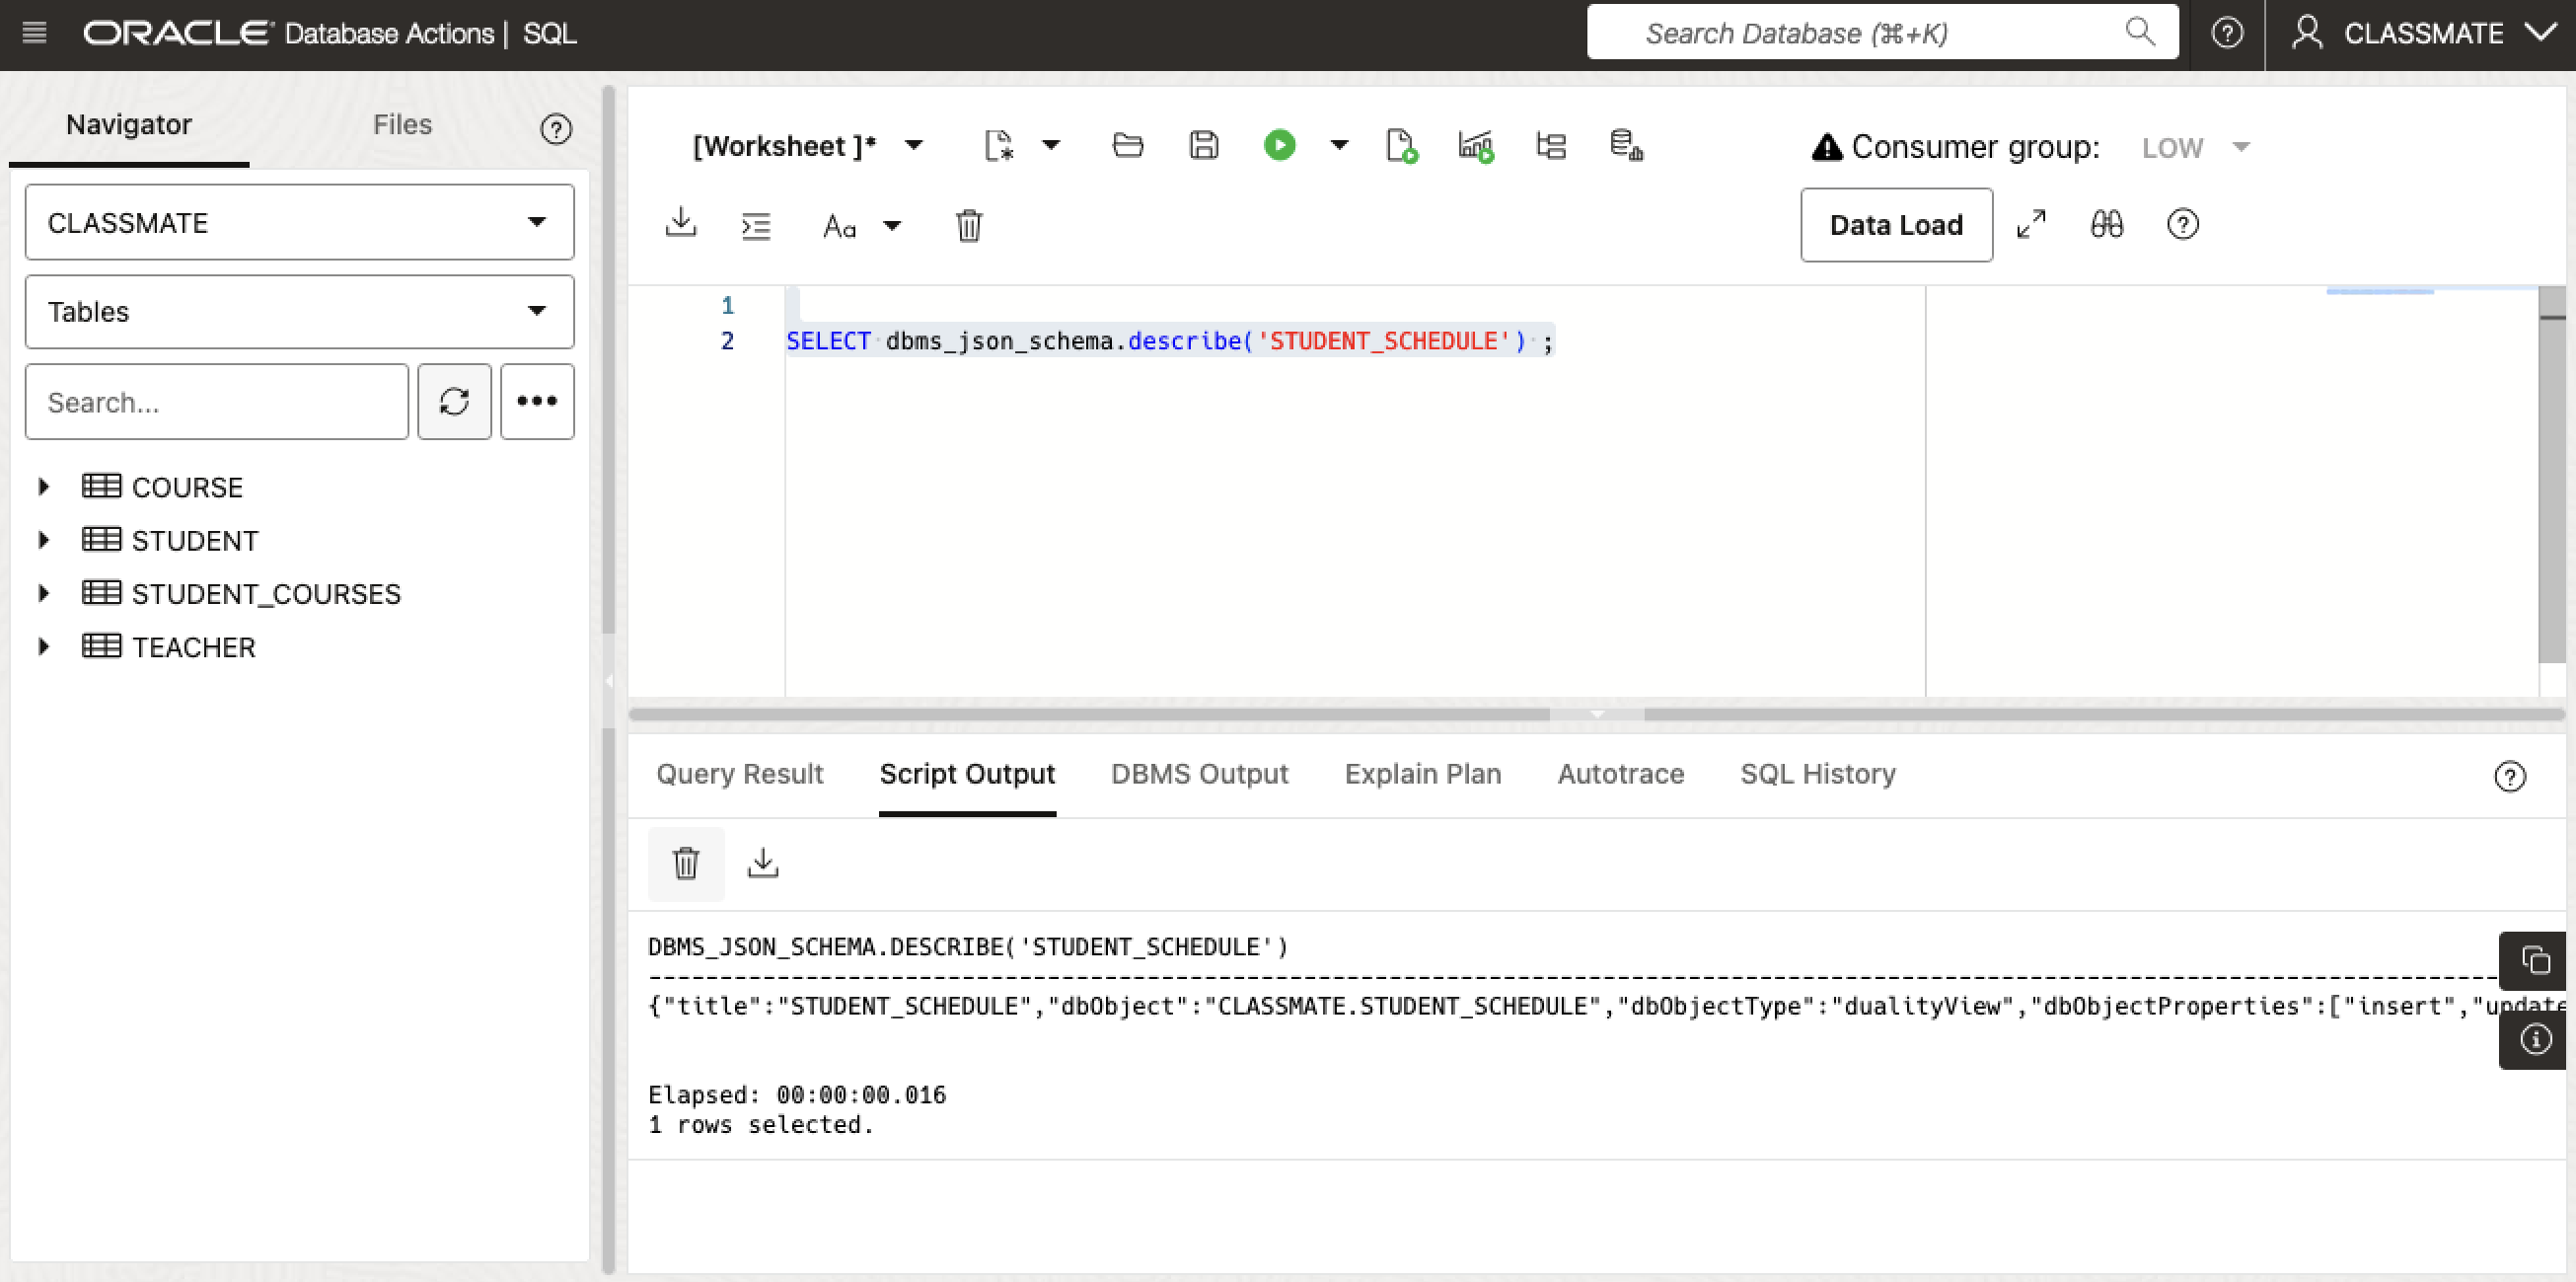 ORACLE Database Actions | SQL
Search Database (⌘+K)
CLASSMATE
Navigator
Files
CLASSMATE
Tables
Search...
COURSE
STUDENT
STUDENT_COURSES
TEACHER
[Worksheet ]*
Consumer group: LOW
Aa
Data Load
1
2 SELECT dbms_json_schema.describe('STUDENT_SCHEDULE') ;
Query Result
Script Output
DBMS Output
Explain Plan
Autotrace
SQL History
DBMS_JSON_SCHEMA.DESCRIBE('STUDENT_SCHEDULE')
{"title":"STUDENT_SCHEDULE","dbObject":"CLASSMATE.STUDENT_SCHEDULE","dbObjectType":"dualityView","dbObjectProperties":["insert","update
Elapsed: 00:00:00.016
1 rows selected.